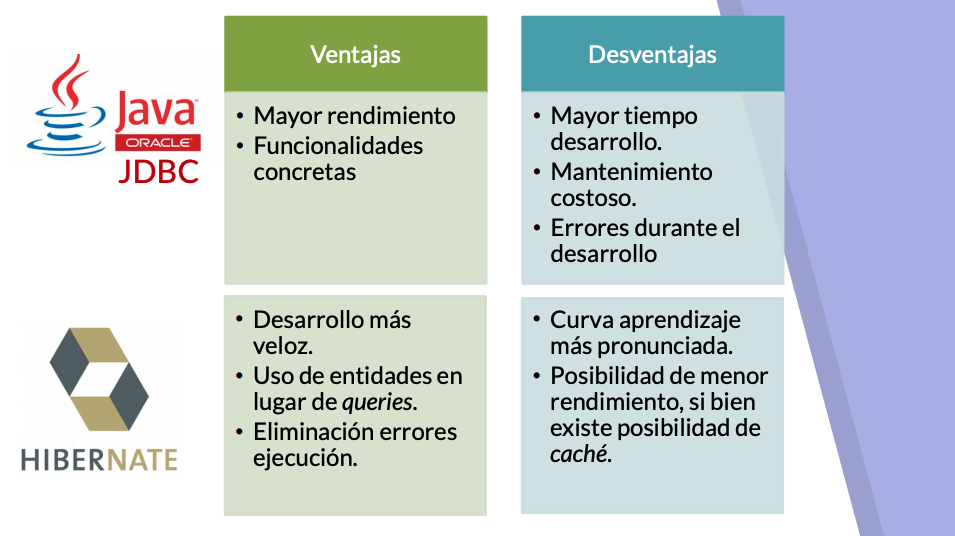 Ventajas
Desventajas
Java
ORACLE
JDBC
• Mayor rendimiento
• Funcionalidades
concretas
• Mayor tiempo
desarrollo.
• Mantenimiento
costoso.
• Errores durante el
desarrollo
HIBERNATE
• Desarrollo más
veloz.
• Uso de entidades en
lugar de queries.
• Eliminación errores
ejecución.
• Curva aprendizaje
más pronunciada.
• Posibilidad de menor
rendimiento, si bien
existe posibilidad de
caché.